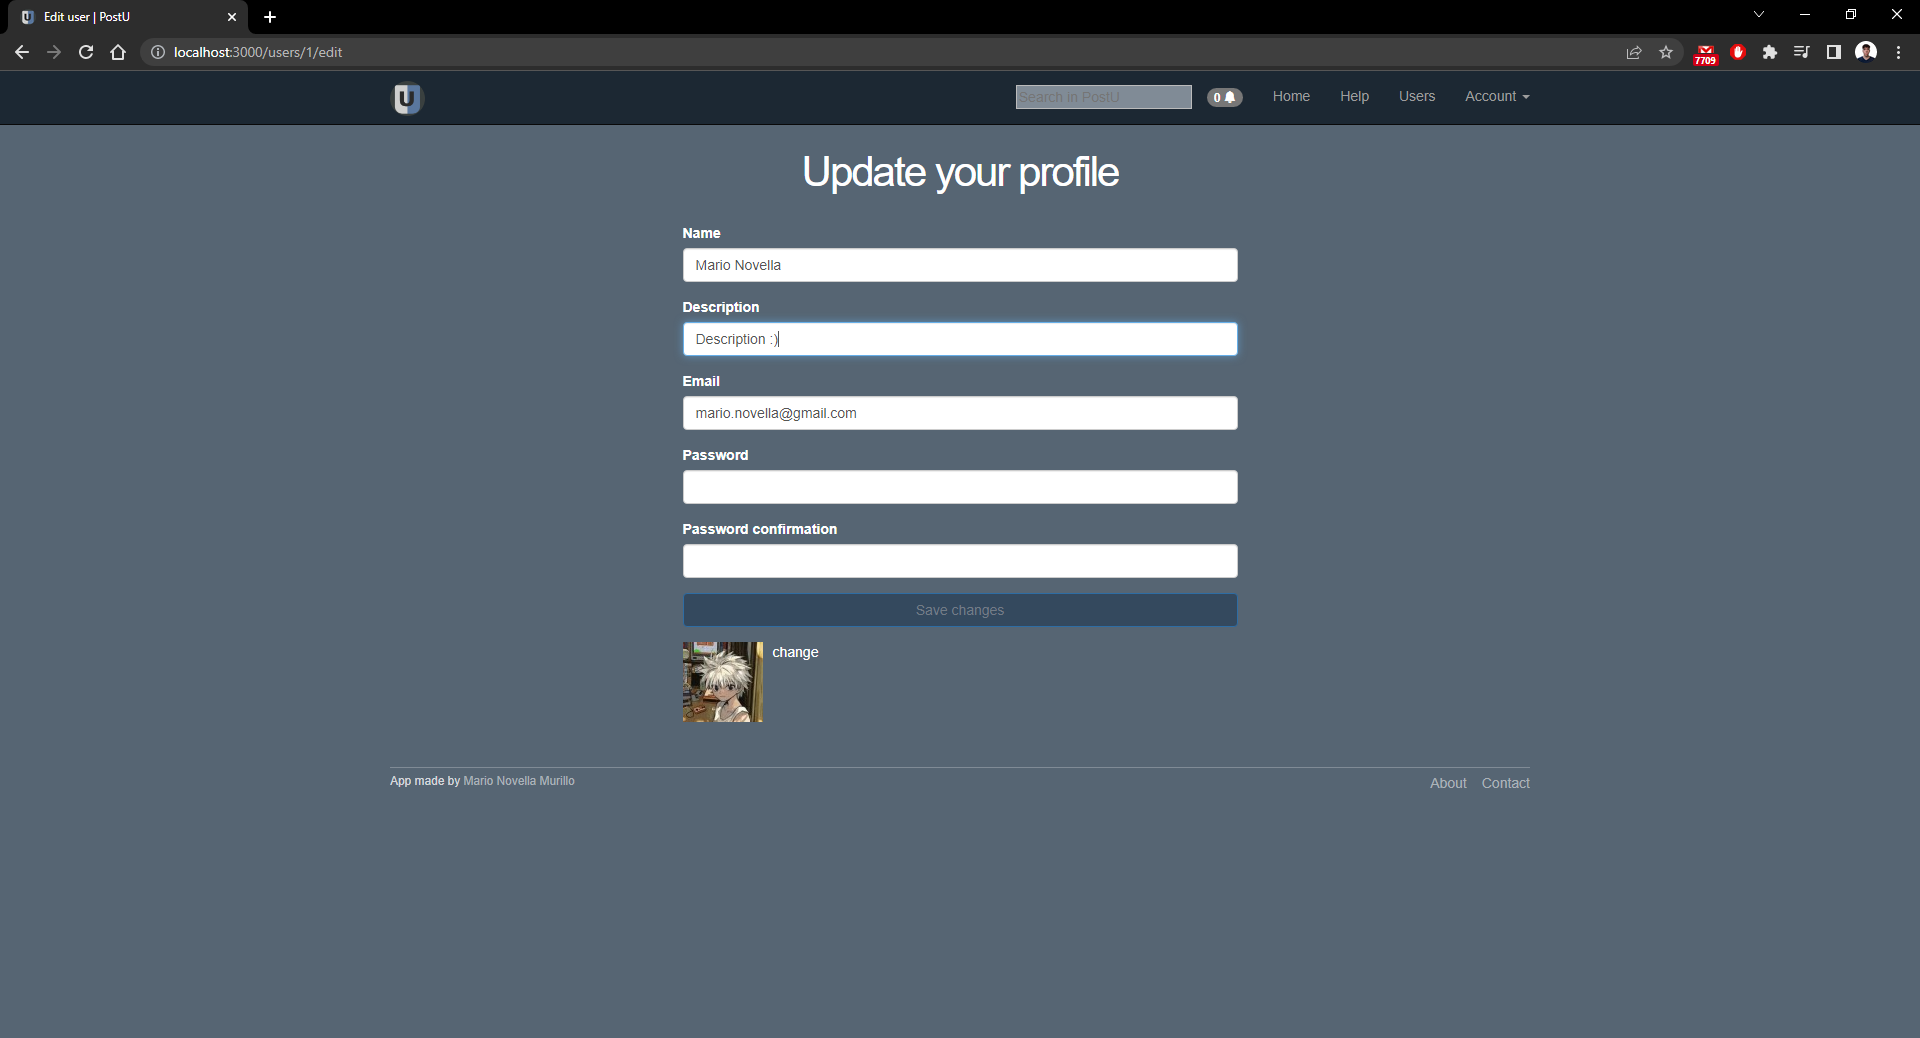 Edit user | PostU
localhost:3000/users/1/edit
7709
U
Search in PostU
0
Home
Help
Users
Account
Update your profile
Name
Mario Novella
Description
Description :)
Email
mario.novella@gmail.com
Password
Password confirmation
Save changes
change
App made by Mario Novella Murillo
About
Contact